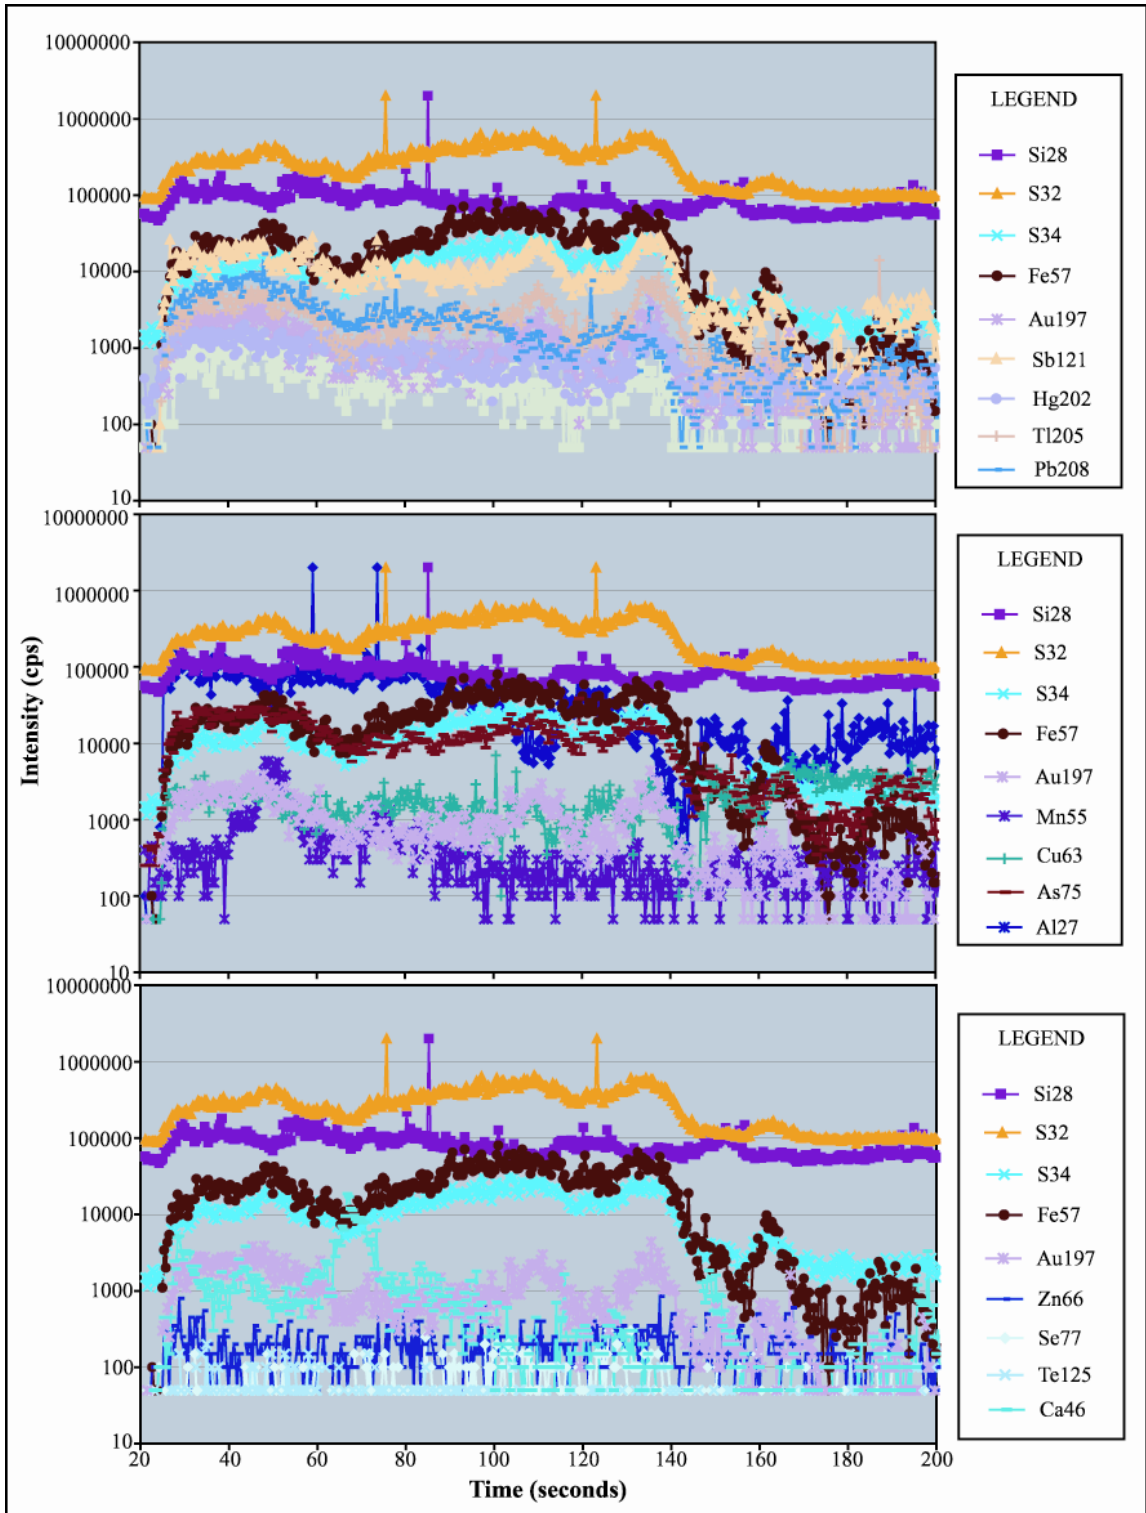 10000000
1000000
100000
10000
1000
100
10
LEGEND
Si28
S32
S34
Fe57
Au197
Sb121
Hg202
Tl205
Pb208
Intensity (cps)
10000000
1000000
100000
10000
1000
100
10
LEGEND
Si28
S32
S34
Fe57
Au197
Mn55
Cu63
As75
Al27
10000000
1000000
100000
10000
1000
100
10
20 40 60 80 100 120 140 160 180 200
Time (seconds)
LEGEND
Si28
S32
S34
Fe57
Au197
Zn66
Se77
Te125
Ca46